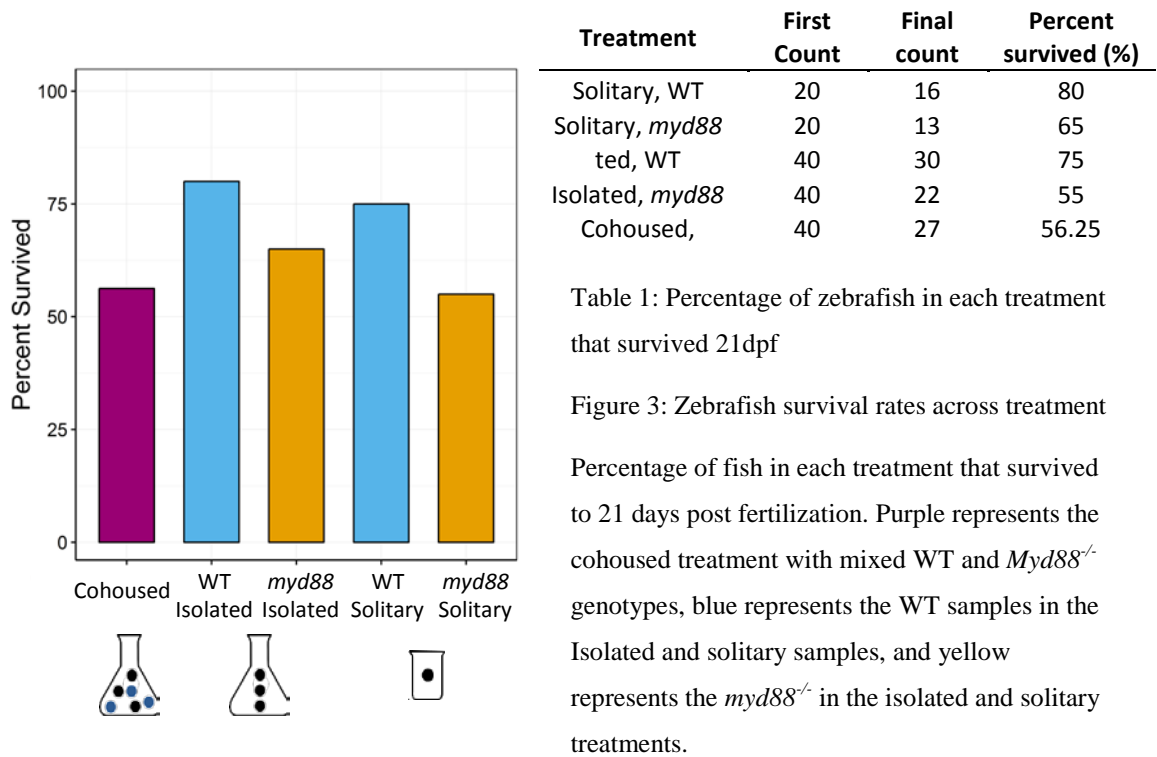 Percent Survived
100
75
50
25
0
Cohoused
WT Isolated
myd88 Isolated
WT Solitary
myd88 Solitary
Treatment First Count Final count Percent survived (%)
Solitary, WT 20 16 80
Solitary, myd88 20 13 65
ted, WT 40 30 75
Isolated, myd88 40 22 55
Cohoused, 40 27 56.25
Table 1: Percentage of zebrafish in each treatment
that survived 21dpf
Figure 3: Zebrafish survival rates across treatment
Percentage of fish in each treatment that survived
to 21 days post fertilization. Purple represents the
cohoused treatment with mixed WT and Myd88-/-
genotypes, blue represents the WT samples in the
Isolated and solitary samples, and yellow
represents the myd88-/- in the isolated and solitary
treatments.